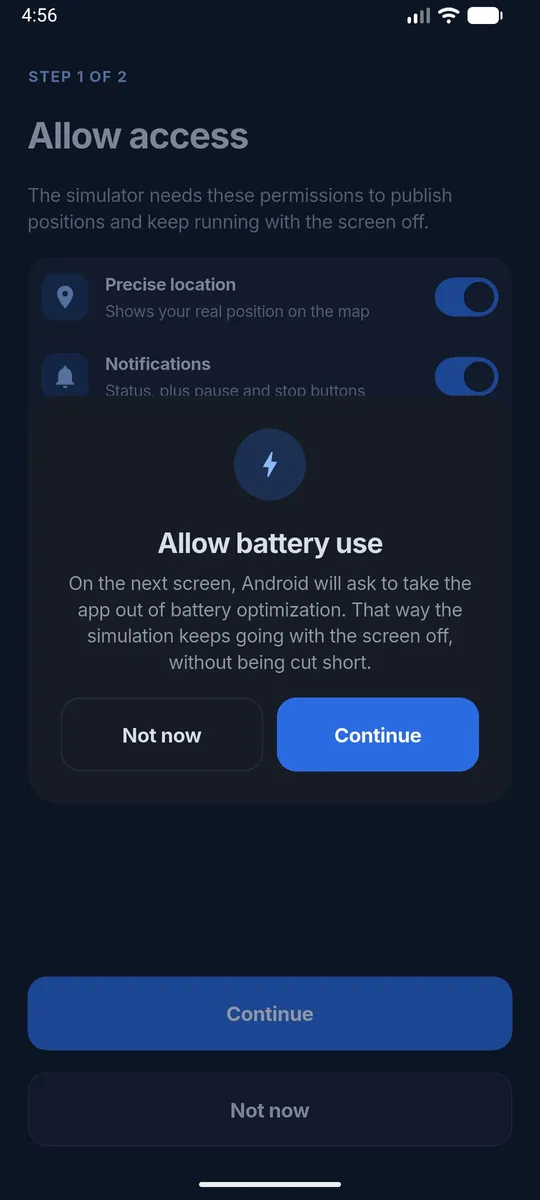 4:56
STEP 1 OF 2
Allow access
The simulator needs these permissions to publish
positions and keep running with the screen off.
Precise location
Shows your real position on the map
Notifications
Status, plus pause and stop buttons
Allow battery use
On the next screen, Android will ask to take the
app out of battery optimization. That way the
simulation keeps going with the screen off,
without being cut short.
Not now
Continue
Continue
Not now